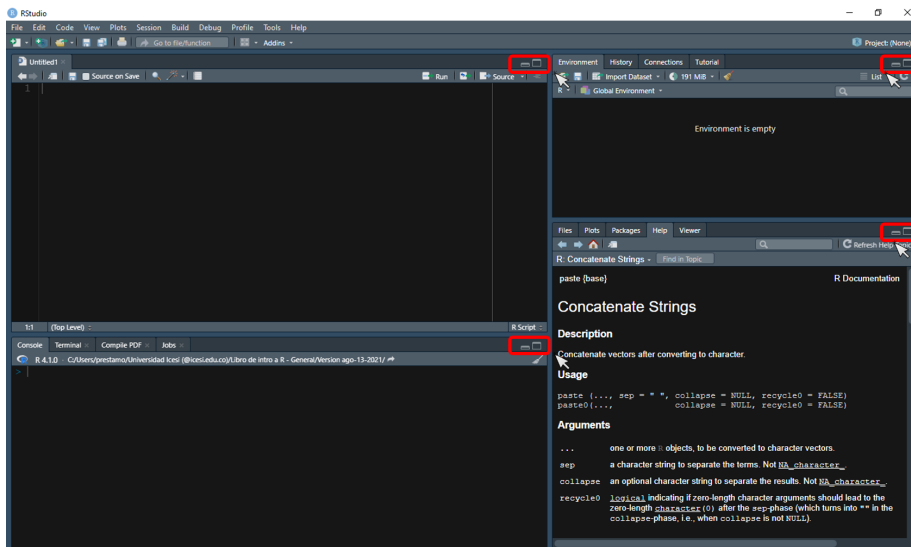 RStudio
File Edit Code View Plots Session Build Debug Profile Tools Help
Go to file/function Addins Project: (None)
Untitled1
Source on Save Run Source
1
1:1 (Top Level) R Script
Console Terminal Compile PDF Jobs
R 4.1.0 · C:/Users/prestamo/Universidad Icesi (@icesi.edu.co)/Libro de intro a R - General/Version ago-13-2021/
>
Environment History Connections Tutorial
Import Dataset 191 MiB List
R Global Environment
Environment is empty
Files Plots Packages Help Viewer
Refresh Help Topic
R: Concatenate Strings Find in Topic
paste {base} R Documentation
Concatenate Strings
Description
Concatenate vectors after converting to character.
Usage
paste (..., sep = " ", collapse = NULL, recycle0 = FALSE)
paste0(..., collapse = NULL, recycle0 = FALSE)
Arguments
... one or more R objects, to be converted to character vectors.
sep a character string to separate the terms. Not NA_character_.
collapse an optional character string to separate the results. Not NA_character_.
recycle0 logical indicating if zero-length character arguments should lead to the
zero-length character(0) after the sep-phase (which turns into "" in the
collapse-phase, i.e., when collapse is not NULL).